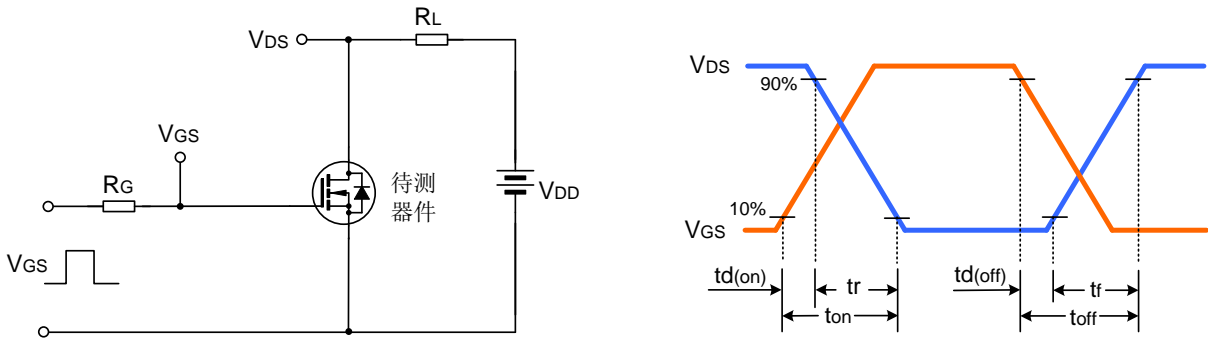 RL
VDS
VGS
RG
待测
器件
VDD
VGS
VDS
90%
10%
VGS
td(on)
tr
td(off)
tf
ton
toff